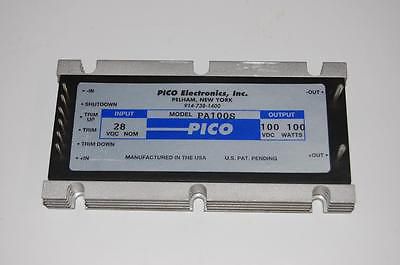 -IN
PICO Electronics, Inc.
-OUT
PELHAM, NEW YORK
914-738-1400
SHUTDOWN
TRIM UP
INPUT
MODEL PA100S
OUTPUT
TRIM
28
PICO
100 100
VDC NOM
VDC WATTS
TRIM DOWN
+IN
MANUFACTURED IN THE USA
U.S. PAT. PENDING
+OUT